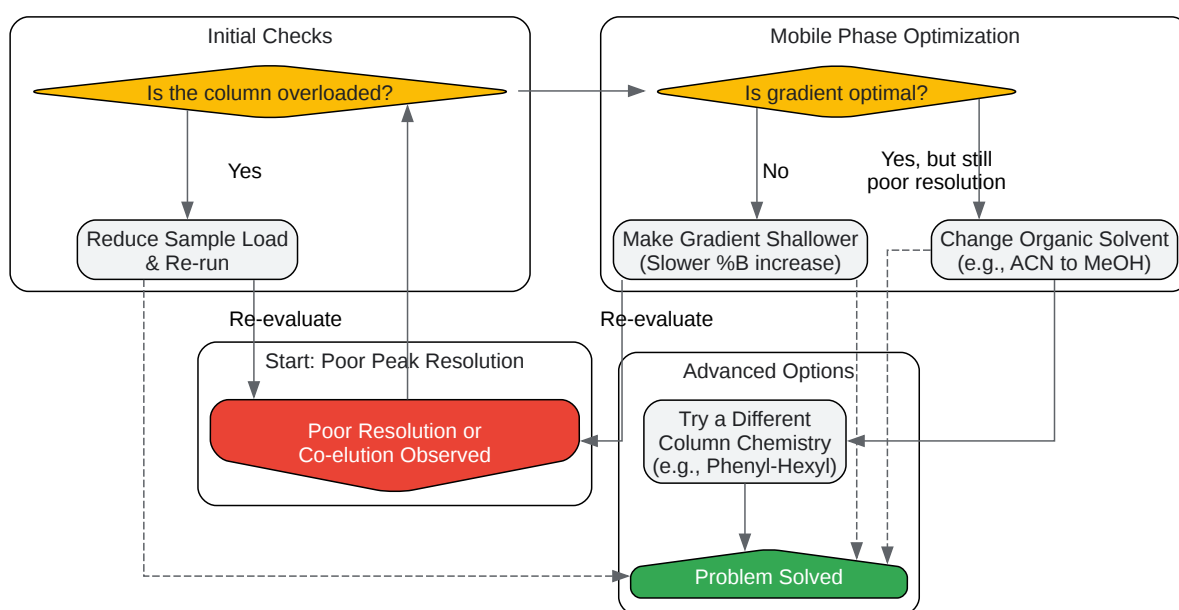 Initial Checks
Is the column overloaded?
Yes
Reduce Sample Load
& Re-run
Mobile Phase Optimization
Is gradient optimal?
No
Yes, but still
poor resolution
Make Gradient Shallower
(Slower %B increase)
Change Organic Solvent
(e.g., ACN to MeOH)
Re-evaluate
Re-evaluate
Start: Poor Peak Resolution
Poor Resolution or
Co-elution Observed
Advanced Options
Try a Different
Column Chemistry
(e.g., Phenyl-Hexyl)
Problem Solved